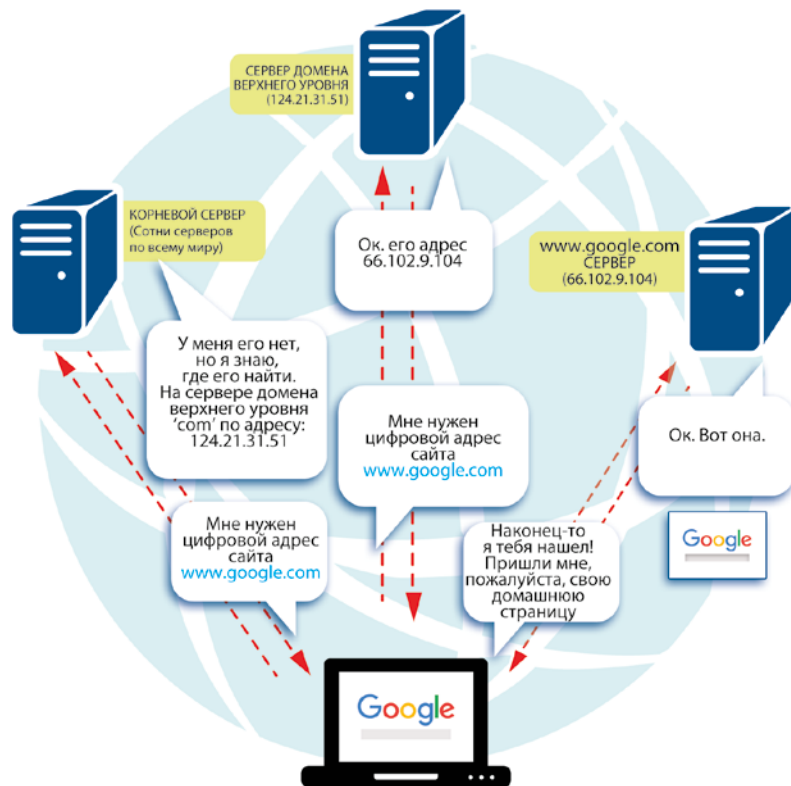 СЕРВЕР ДОМЕНА
ВЕРХНЕГО УРОВНЯ
(124.21.31.51)
КОРНЕВОЙ СЕРВЕР
(Сотни серверов
по всему миру)
Ок. его адрес
66.102.9.104
www.google.com
СЕРВЕР
(66.102.9.104)
У меня его нет,
но я знаю,
где его найти.
На сервере домена
верхнего уровня
‘com’ по адресу:
124.21.31.51
Мне нужен
цифровой адрес
сайта
www.google.com
Ок. Вот она.
Мне нужен
цифровой адрес
сайта
www.google.com
Наконец-то
я тебя нашел!
Пришли мне,
пожалуйста, свою
домашнюю
страницу
Google
Google